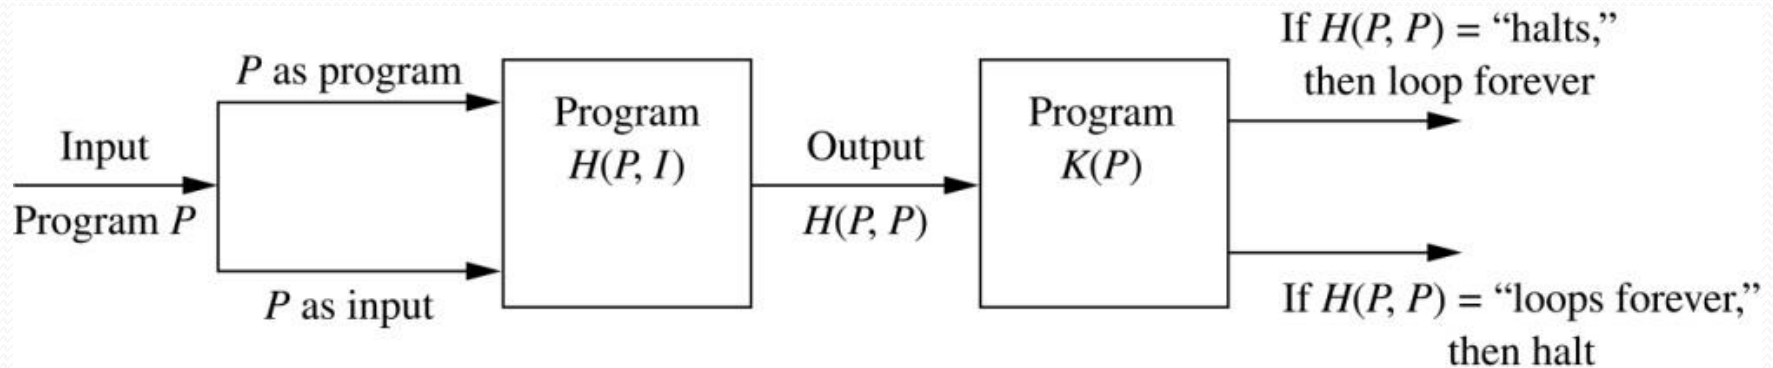 Input
Program P
P as program
P as input
Program
H(P, I)
Output
H(P, P)
Program
K(P)
If H(P, P) = “halts,”
then loop forever
If H(P, P) = “loops forever,”
then halt